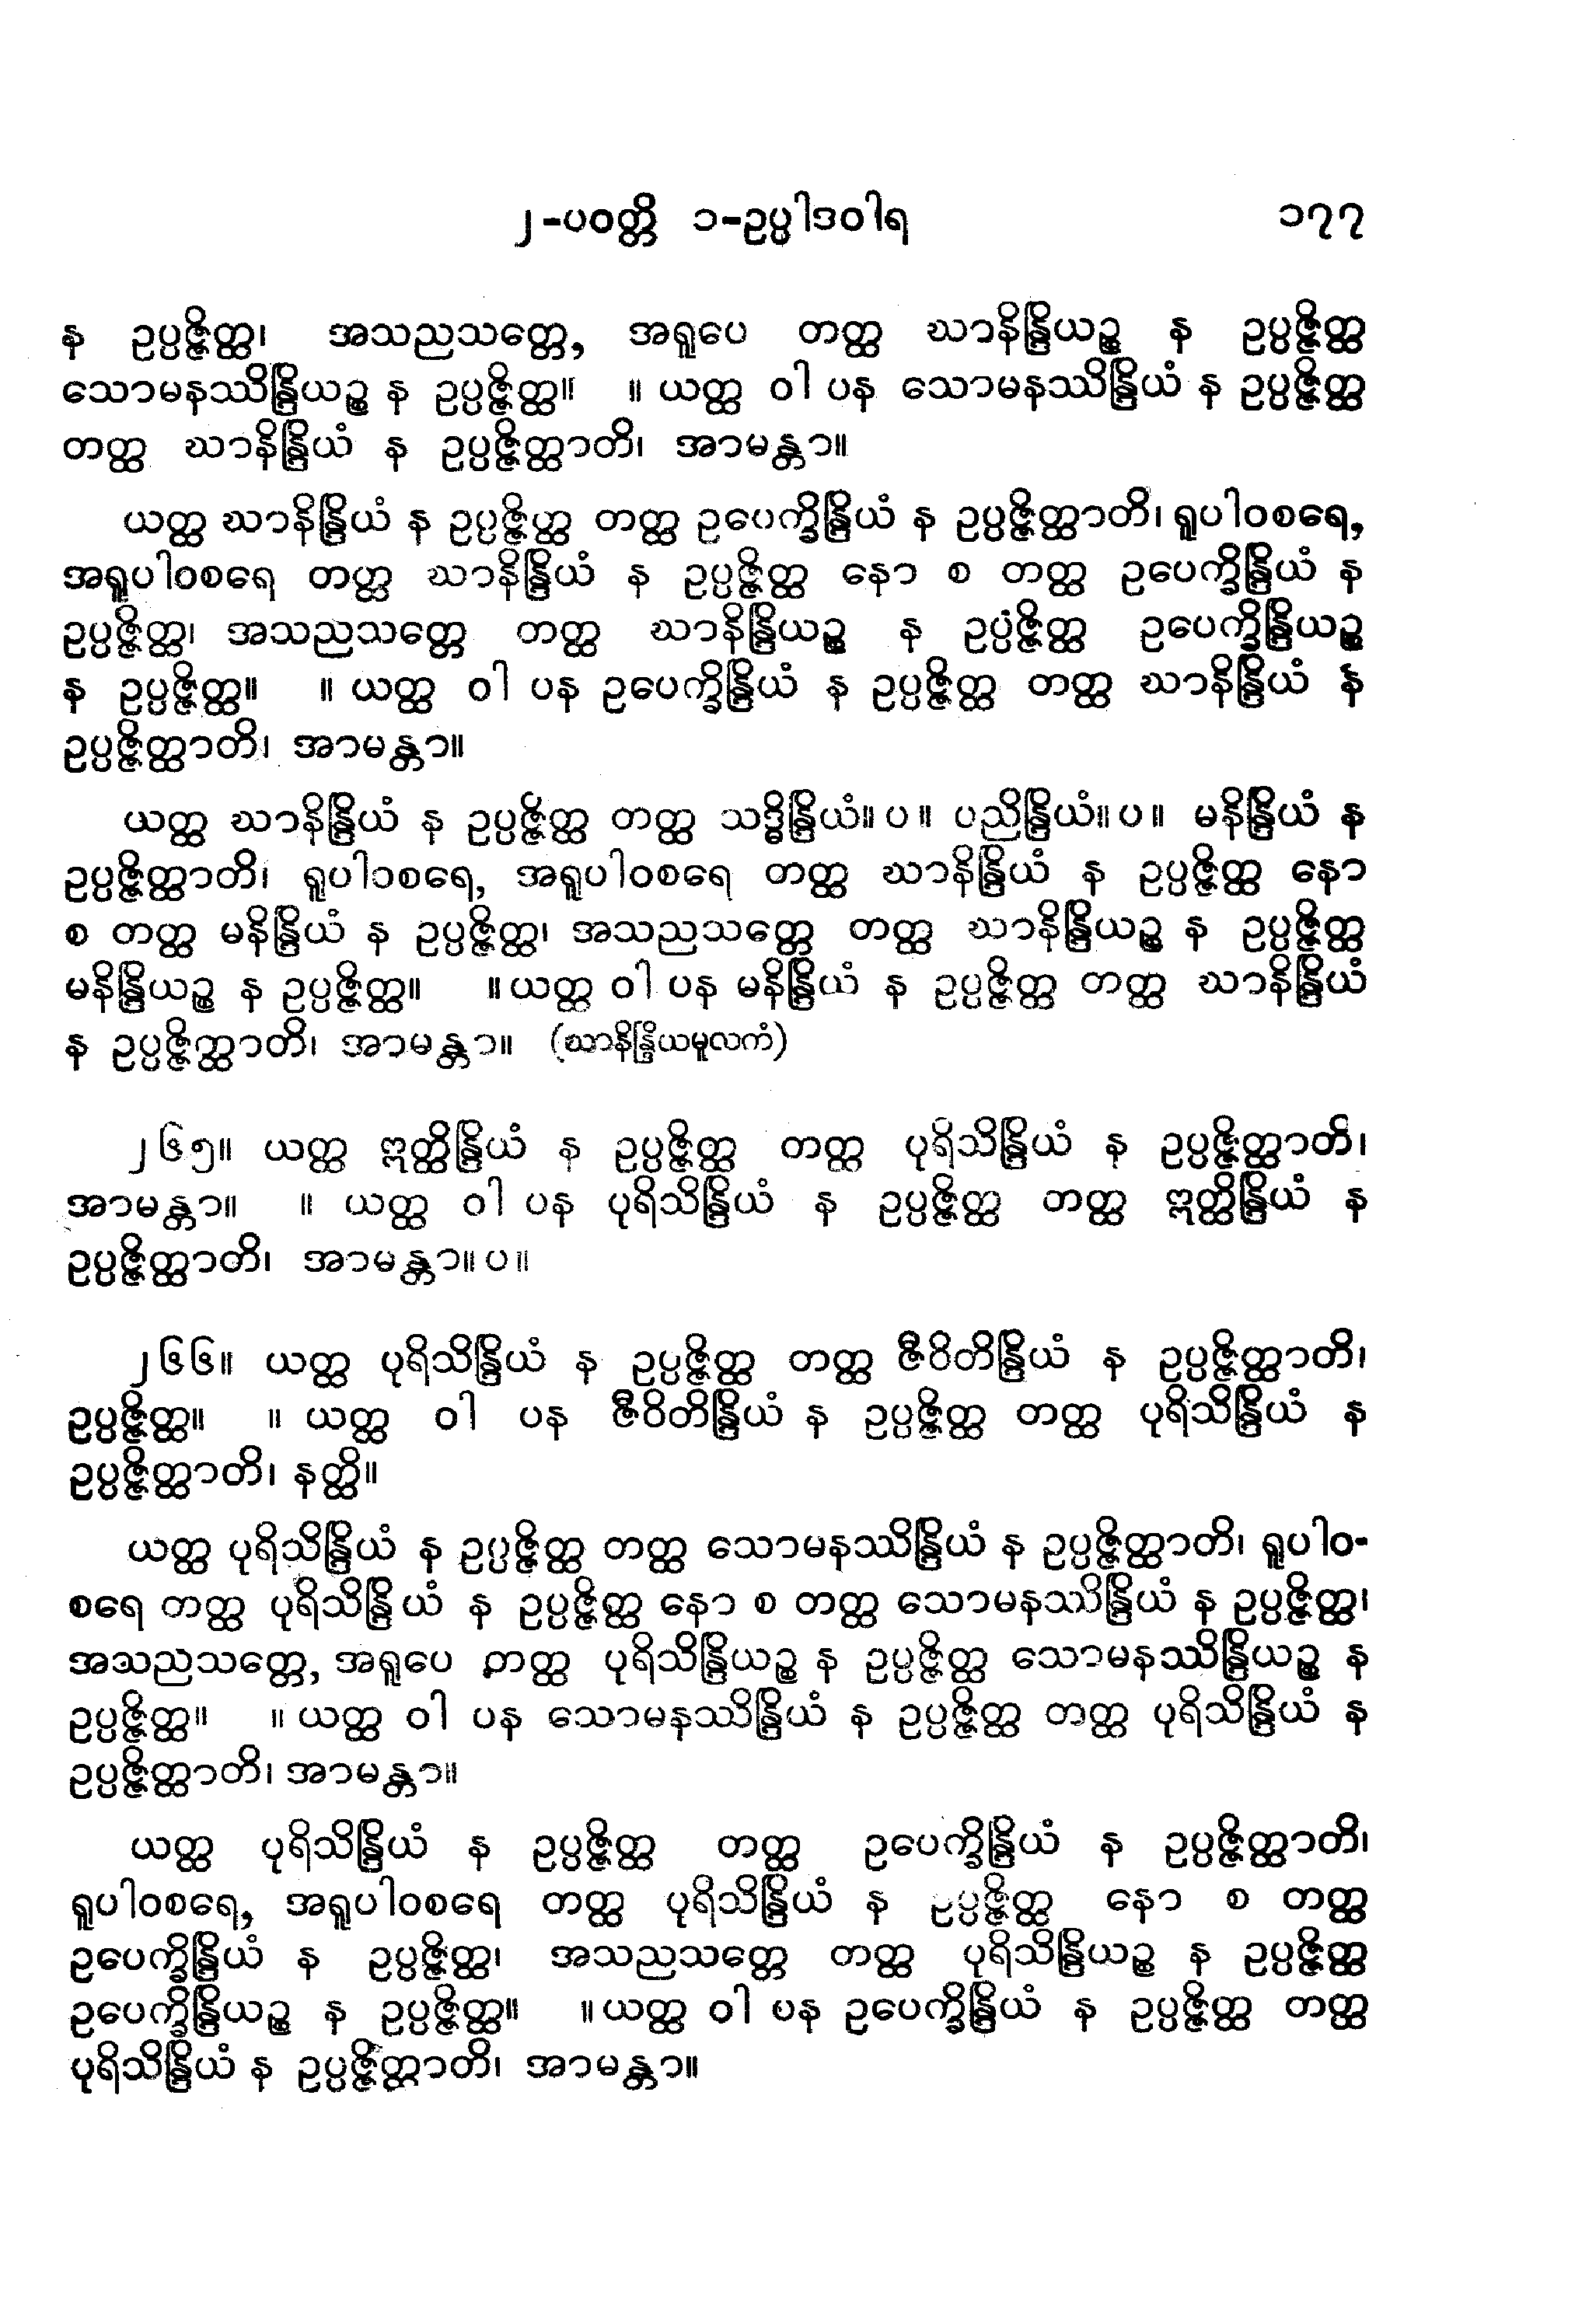 ၂-ပဝတ္တိ ၁-ဥပ္ပါဒဝါရ ၁၇၇
န ဥပ္ပဇ္ဇိတ္ထ၊ အသညသတ္တေ, အရူပေ တတ္ထ ဃာနိန္ဒြိယဉ္စ န ဥပ္ပဇ္ဇိတ္ထ
သောမနဿိန္ဒြိယဉ္စ န ဥပ္ပဇ္ဇိတ္ထ။ ။ ယတ္ထ ဝါ ပန သောမနဿိန္ဒြိယံ န ဥပ္ပဇ္ဇိတ္ထ
တတ္ထ ဃာနိန္ဒြိယံ န ဥပ္ပဇ္ဇိတ္ထာတိ၊ အာမန္တာ။
ယတ္ထ ဃာနိန္ဒြိယံ န ဥပ္ပဇ္ဇိတ္ထ တတ္ထ ဥပေက္ခိန္ဒြိယံ န ဥပ္ပဇ္ဇိတ္ထာတိ၊ ရူပါဝစရေ,
အရူပါဝစရေ တတ္ထ ဃာနိန္ဒြိယံ န ဥပ္ပဇ္ဇိတ္ထ နော စ တတ္ထ ဥပေက္ခိန္ဒြိယံ န
ဥပ္ပဇ္ဇိတ္ထ၊ အသညသတ္တေ တတ္ထ ဃာနိန္ဒြိယဉ္စ န ဥပ္ပဇ္ဇိတ္ထ ဥပေက္ခိန္ဒြိယဉ္စ
န ဥပ္ပဇ္ဇိတ္ထ။ ။ ယတ္ထ ဝါ ပန ဥပေက္ခိန္ဒြိယံ န ဥပ္ပဇ္ဇိတ္ထ တတ္ထ ဃာနိန္ဒြိယံ န
ဥပ္ပဇ္ဇိတ္ထာတိ၊ အာမန္တာ။
ယတ္ထ ဃာနိန္ဒြိယံ န ဥပ္ပဇ္ဇိတ္ထ တတ္ထ သဒ္ဓိန္ဒြိယံ။ပ။ ပညိန္ဒြိယံ။ပ။ မနိန္ဒြိယံ န
ဥပ္ပဇ္ဇိတ္ထာတိ၊ ရူပါဝစရေ, အရူပါဝစရေ တတ္ထ ဃာနိန္ဒြိယံ န ဥပ္ပဇ္ဇိတ္ထ နော
စ တတ္ထ မနိန္ဒြိယံ န ဥပ္ပဇ္ဇိတ္ထ၊ အသညသတ္တေ တတ္ထ ဃာနိန္ဒြိယဉ္စ န ဥပ္ပဇ္ဇိတ္ထ
မနိန္ဒြိယဉ္စ န ဥပ္ပဇ္ဇိတ္ထ။ ။ယတ္ထ ဝါ ပန မနိန္ဒြိယံ န ဥပ္ပဇ္ဇိတ္ထ တတ္ထ ဃာနိန္ဒြိယံ
န ဥပ္ပဇ္ဇိတ္ထာတိ၊ အာမန္တာ။ (ဃာနိန္ဒြိယမူလကံ)
၂၆၅။ ယတ္ထ ဣတ္ထိန္ဒြိယံ န ဥပ္ပဇ္ဇိတ္ထ တတ္ထ ပုရိသိန္ဒြိယံ န ဥပ္ပဇ္ဇိတ္ထာတိ၊
အာမန္တာ။ ။ ယတ္ထ ဝါ ပန ပုရိသိန္ဒြိယံ န ဥပ္ပဇ္ဇိတ္ထ တတ္ထ ဣတ္ထိန္ဒြိယံ န
ဥပ္ပဇ္ဇိတ္ထာတိ၊ အာမန္တာ။ပ။
၂၆၆။ ယတ္ထ ပုရိသိန္ဒြိယံ န ဥပ္ပဇ္ဇိတ္ထ တတ္ထ ဇီဝိတိန္ဒြိယံ န ဥပ္ပဇ္ဇိတ္ထာတိ၊
ဥပ္ပဇ္ဇိတ္ထ။ ။ ယတ္ထ ဝါ ပန ဇီဝိတိန္ဒြိယံ န ဥပ္ပဇ္ဇိတ္ထ တတ္ထ ပုရိသိန္ဒြိယံ န
ဥပ္ပဇ္ဇိတ္ထာတိ၊ နတ္ထိ။
ယတ္ထ ပုရိသိန္ဒြိယံ န ဥပ္ပဇ္ဇိတ္ထ တတ္ထ သောမနဿိန္ဒြိယံ န ဥပ္ပဇ္ဇိတ္ထာတိ၊ ရူပါဝ-
စရေ တတ္ထ ပုရိသိန္ဒြိယံ န ဥပ္ပဇ္ဇိတ္ထ နော စ တတ္ထ သောမနဿိန္ဒြိယံ န ဥပ္ပဇ္ဇိတ္ထ၊
အသညသတ္တေ, အရူပေ တတ္ထ ပုရိသိန္ဒြိယဉ္စ န ဥပ္ပဇ္ဇိတ္ထ သောမနဿိန္ဒြိယဉ္စ န
ဥပ္ပဇ္ဇိတ္ထ။ ။ ယတ္ထ ဝါ ပန သောမနဿိန္ဒြိယံ န ဥပ္ပဇ္ဇိတ္ထ တတ္ထ ပုရိသိန္ဒြိယံ န
ဥပ္ပဇ္ဇိတ္ထာတိ၊ အာမန္တာ။
ယတ္ထ ပုရိသိန္ဒြိယံ န ဥပ္ပဇ္ဇိတ္ထ တတ္ထ ဥပေက္ခိန္ဒြိယံ န ဥပ္ပဇ္ဇိတ္ထာတိ၊
ရူပါဝစရေ, အရူပါဝစရေ တတ္ထ ပုရိသိန္ဒြိယံ န ဥပ္ပဇ္ဇိတ္ထ နော စ တတ္ထ
ဥပေက္ခိန္ဒြိယံ န ဥပ္ပဇ္ဇိတ္ထ၊ အသညသတ္တေ တတ္ထ ပုရိသိန္ဒြိယဉ္စ န ဥပ္ပဇ္ဇိတ္ထ
ဥပေက္ခိန္ဒြိယဉ္စ န ဥပ္ပဇ္ဇိတ္ထ။ ။ယတ္ထ ဝါ ပန ဥပေက္ခိန္ဒြိယံ န ဥပ္ပဇ္ဇိတ္ထ တတ္ထ
ပုရိသိန္ဒြိယံ န ဥပ္ပဇ္ဇိတ္ထာတိ၊ အာမန္တာ။